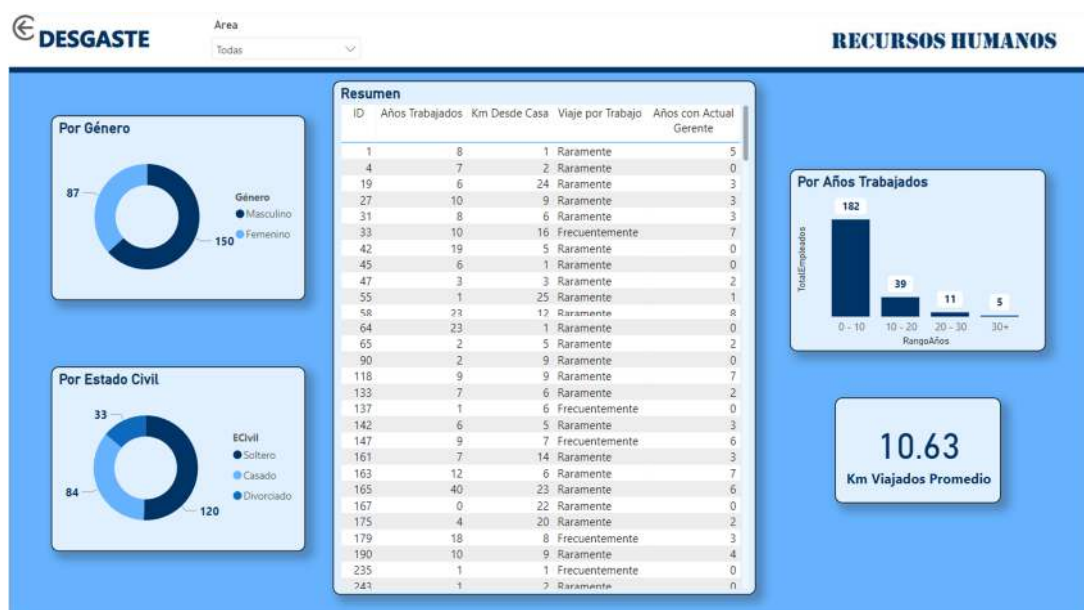 DESGASTE
Area
Todas
RECURSOS HUMANOS
Por Género
87
150
Género
Masculino
Femenino
Por Estado Civil
33
84
120
ECivil
Soltero
Casado
Divorciado
Resumen
ID Años Trabajados Km Desde Casa Viaje por Trabajo Años con Actual
Gerente
1 8 1 Raramente 5
4 7 2 Raramente 0
19 6 24 Raramente 3
27 10 9 Raramente 3
31 8 6 Raramente 3
33 10 16 Frecuentemente 7
42 19 5 Raramente 0
45 6 1 Raramente 0
47 3 3 Raramente 2
55 1 25 Raramente 1
58 23 12 Raramente 8
64 23 1 Raramente 0
65 2 5 Raramente 2
90 2 9 Raramente 0
118 9 9 Raramente 7
133 7 6 Raramente 2
137 1 6 Frecuentemente 0
142 6 5 Raramente 3
147 9 7 Frecuentemente 6
161 7 14 Raramente 3
163 12 6 Raramente 7
165 40 23 Raramente 6
167 0 22 Raramente 0
175 4 20 Raramente 2
179 18 8 Frecuentemente 3
190 10 9 Raramente 4
235 1 1 Frecuentemente 0
243 1 2 Raramente 0
Por Años Trabajados
TotalEmpleados
182
39
11
5
0 - 10 10 - 20 20 - 30 30+
RangoAños
10.63
Km Viajados Promedio